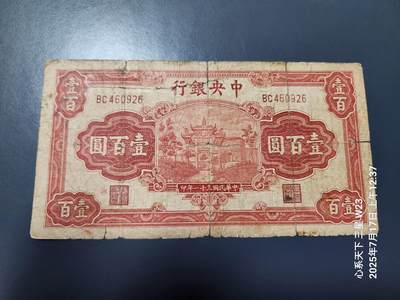 中央銀行
BC460926 BC460926
壹百 壹百
圓百壹 圓百壹
印年一十三國民華中
百壹 百壹
心系天下 三星 W23
2025年7月17日 上午12:37